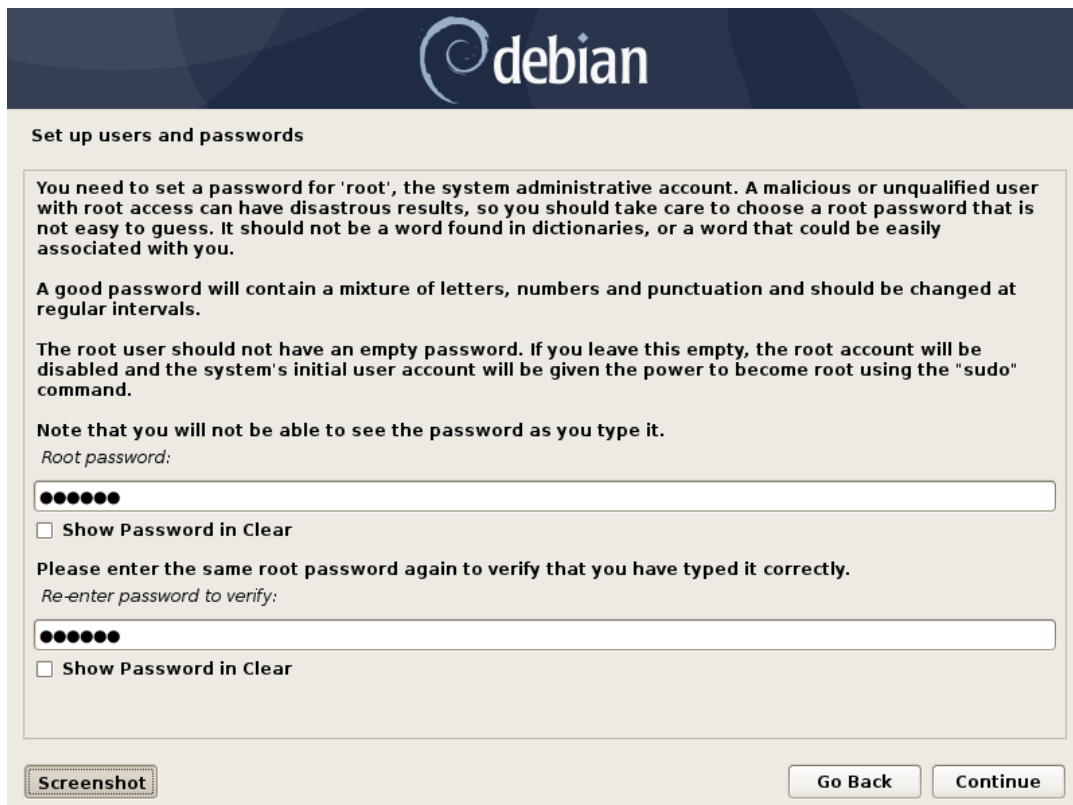 debian
Set up users and passwords
You need to set a password for 'root', the system administrative account. A malicious or unqualified user
with root access can have disastrous results, so you should take care to choose a root password that is
not easy to guess. It should not be a word found in dictionaries, or a word that could be easily
associated with you.
A good password will contain a mixture of letters, numbers and punctuation and should be changed at
regular intervals.
The root user should not have an empty password. If you leave this empty, the root account will be
disabled and the system's initial user account will be given the power to become root using the "sudo"
command.
Note that you will not be able to see the password as you type it.
Root password:
●●●●●●
Show Password in Clear
Please enter the same root password again to verify that you have typed it correctly.
Re-enter password to verify:
●●●●●●
Show Password in Clear
Screenshot Go Back Continue